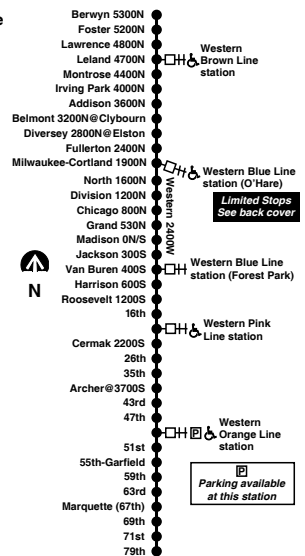 e
Berwyn 5300N
Foster 5200N
Lawrence 4800N
Leland 4700N
Western
Brown Line
station
Montrose 4400N
Irving Park 4000N
Addison 3600N
Belmont 3200N@Clybourn
Diversey 2800N@Elston
Fullerton 2400N
Milwaukee-Cortland 1900N
Western Blue Line
station (O'Hare)
North 1600N
Division 1200N
Western 2400W
Limited Stops
See back cover
Chicago 800N
Grand 530N
Madison 0N/S
Jackson 300S
Van Buren 400S
Western Blue Line
station (Forest Park)
N
Harrison 600S
Roosevelt 1200S
16th
Western Pink
Line station
Cermak 2200S
26th
35th
Archer@3700S
43rd
47th
P
Western
Orange Line
station
51st
55th-Garfield
59th
63rd
Marquette (67th)
69th
71st
79th
P
Parking available
at this station